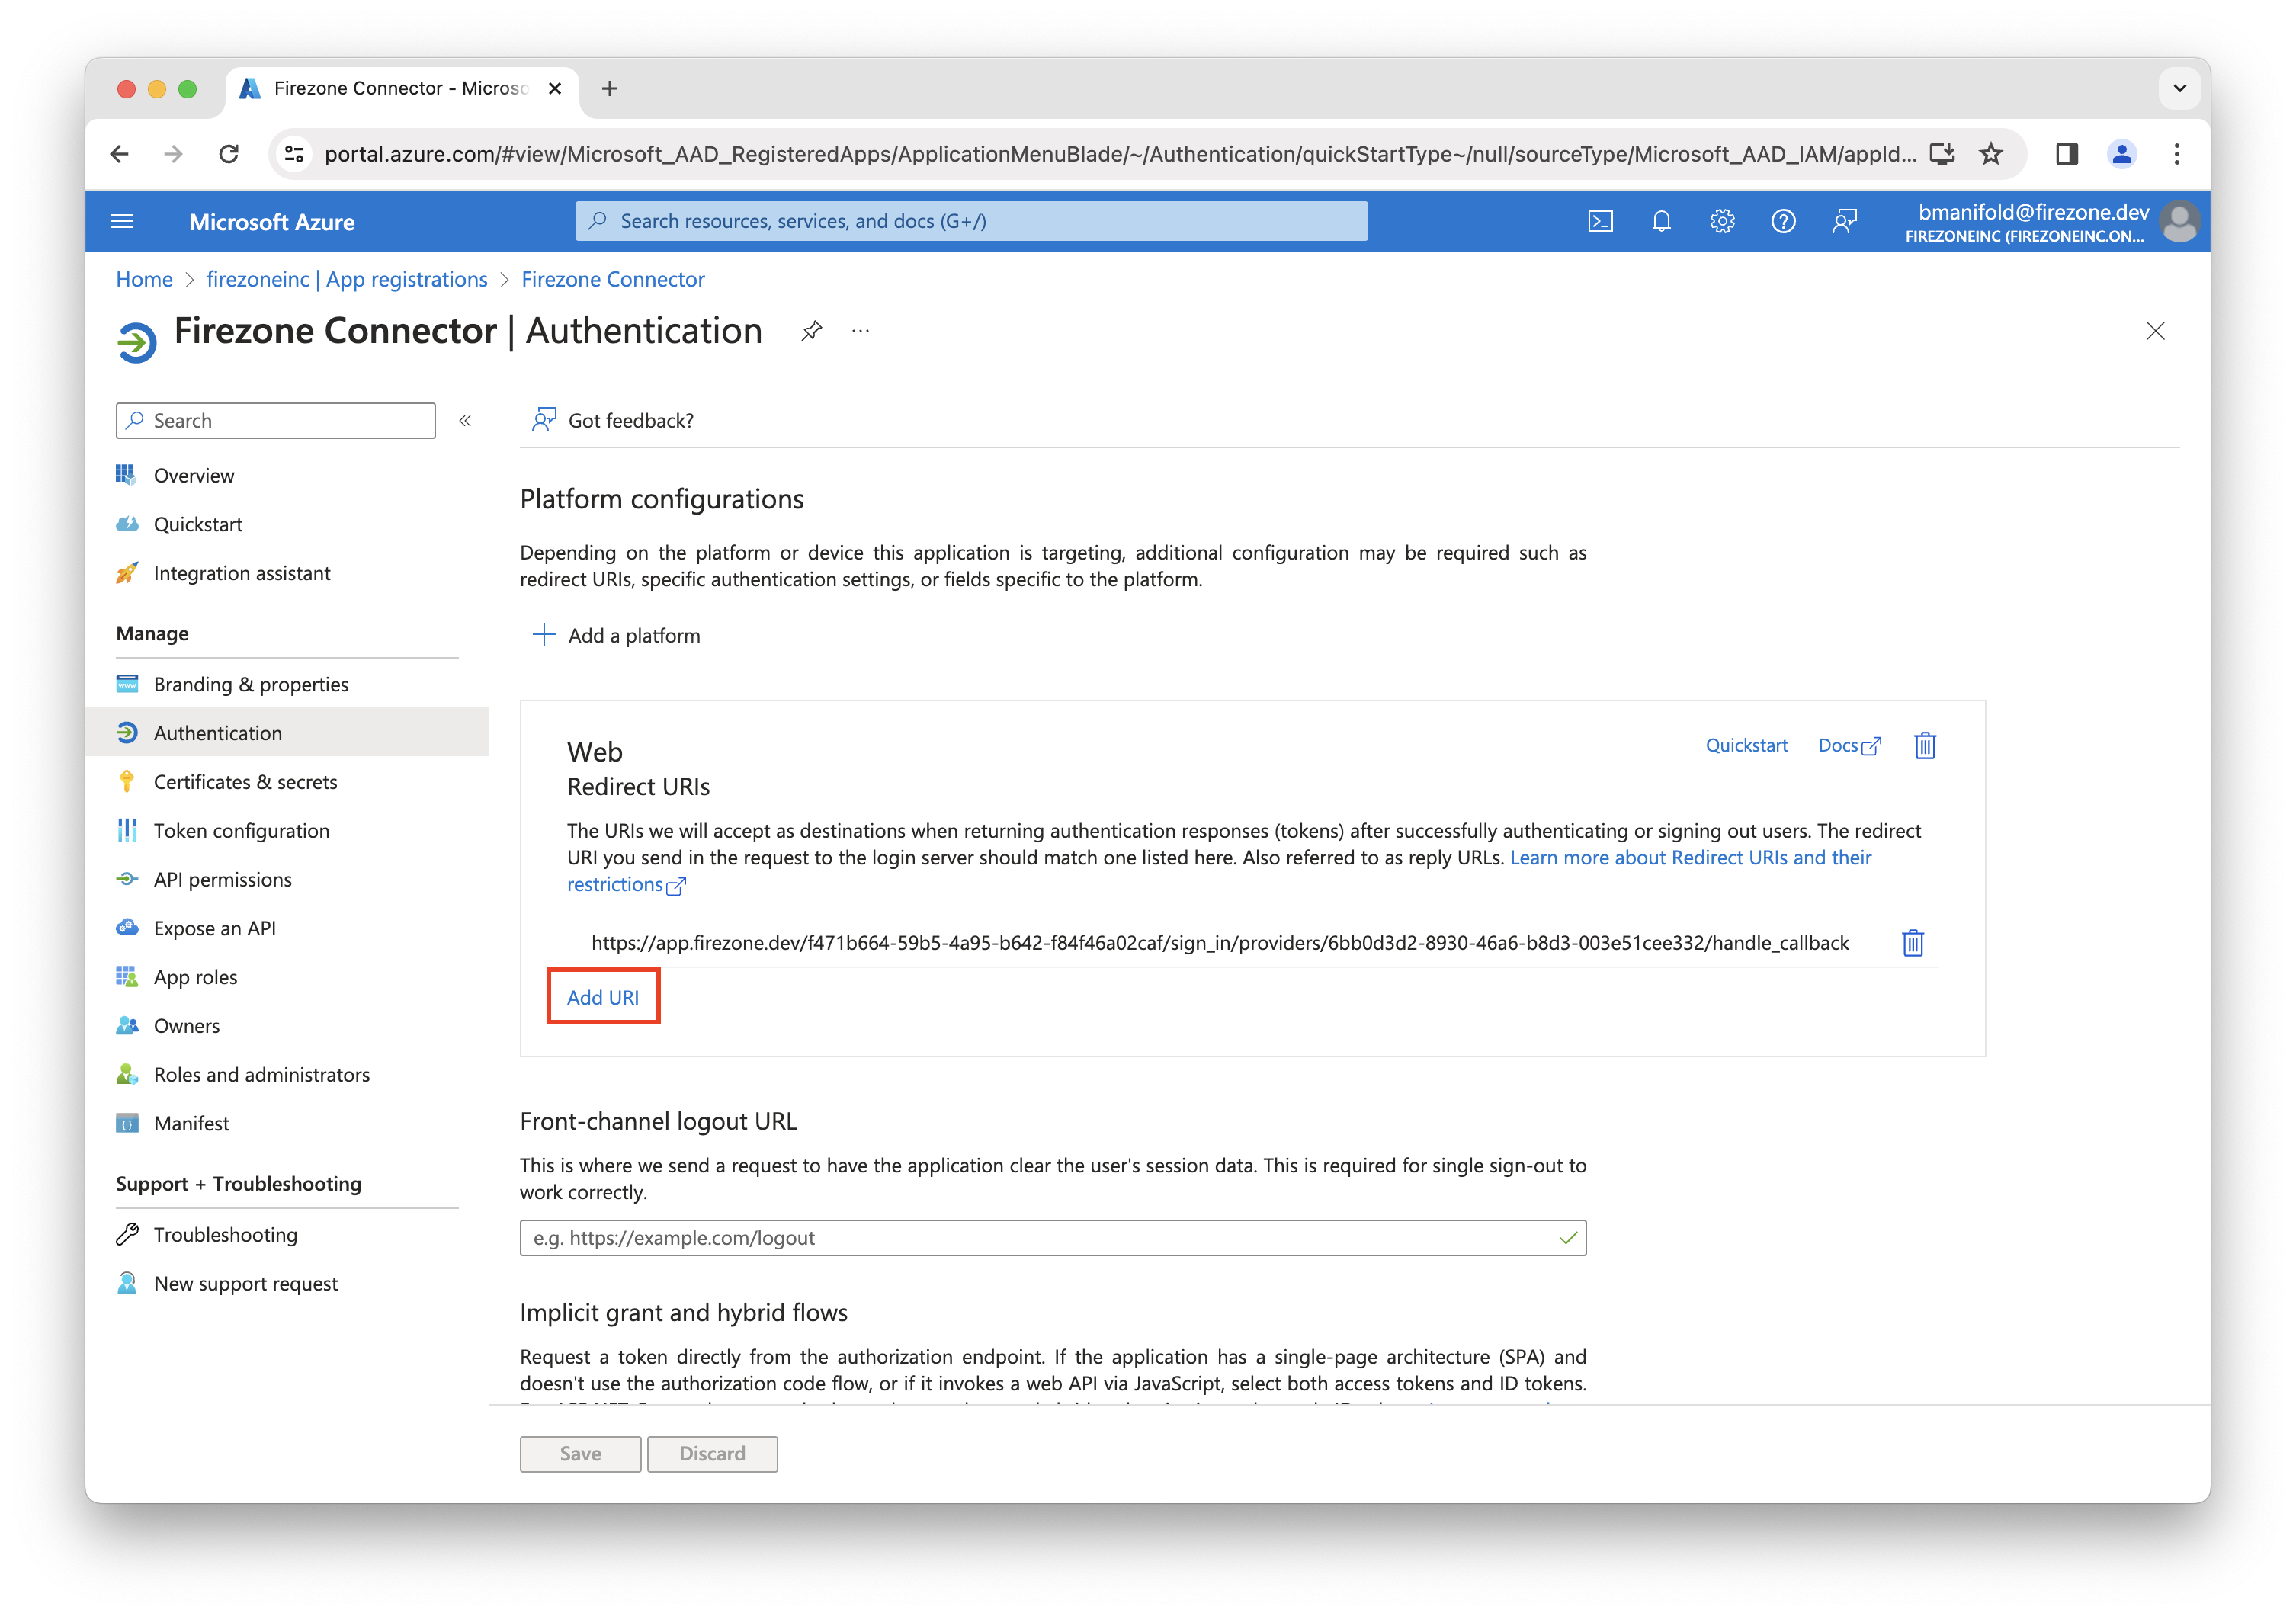 Firezone Connector - Microso
portal.azure.com/#view/Microsoft_AAD_RegisteredApps/ApplicationMenuBlade/~/Authentication/quickStartType~/null/sourceType/Microsoft_AAD_IAM/appId...
Microsoft Azure
Search resources, services, and docs (G+/)
bmanifold@firezone.dev
FIREZONEINC (FIREZONEINC.ON...
Home > firezoneinc | App registrations > Firezone Connector
Firezone Connector | Authentication
Search
Overview
Quickstart
Integration assistant
Manage
Branding & properties
Authentication
Certificates & secrets
Token configuration
API permissions
Expose an API
App roles
Owners
Roles and administrators
Manifest
Support + Troubleshooting
Troubleshooting
New support request
Got feedback?
Platform configurations
Depending on the platform or device this application is targeting, additional configuration may be required such as
redirect URIs, specific authentication settings, or fields specific to the platform.
Add a platform
Web
Quickstart
Docs
Redirect URIs
The URIs we will accept as destinations when returning authentication responses (tokens) after successfully authenticating or signing out users. The redirect
URI you send in the request to the login server should match one listed here. Also referred to as reply URLs. Learn more about Redirect URIs and their
restrictions
https://app.firezone.dev/f471b664-59b5-4a95-b642-f84f46a02caf/sign_in/providers/6bb0d3d2-8930-46a6-b8d3-003e51cee332/handle_callback
Add URI
Front-channel logout URL
This is where we send a request to have the application clear the user's session data. This is required for single sign-out to
work correctly.
e.g. https://example.com/logout
Implicit grant and hybrid flows
Request a token directly from the authorization endpoint. If the application has a single-page architecture (SPA) and
doesn't use the authorization code flow, or if it invokes a web API via JavaScript, select both access tokens and ID tokens.
Save
Discard